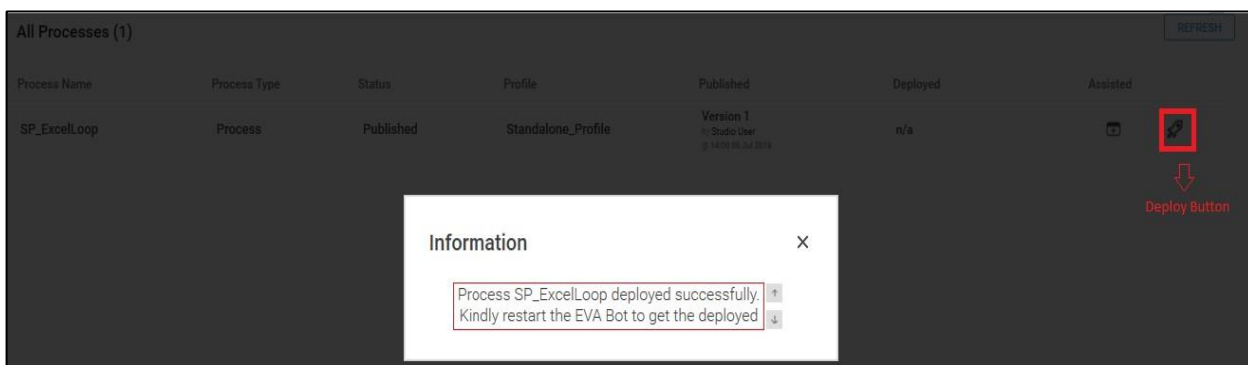 All Processes (1)
REFRESH
Process Name Process Type Status Profile Published Deployed Assisted
Version 1
SP_ExcelLoop Process Published Standalone_Profile n/a
by Studio User
Deploy Button
Information
Process SP_ExcelLoop deployed successfully.
Kindly restart the EVA Bot to get the deployed